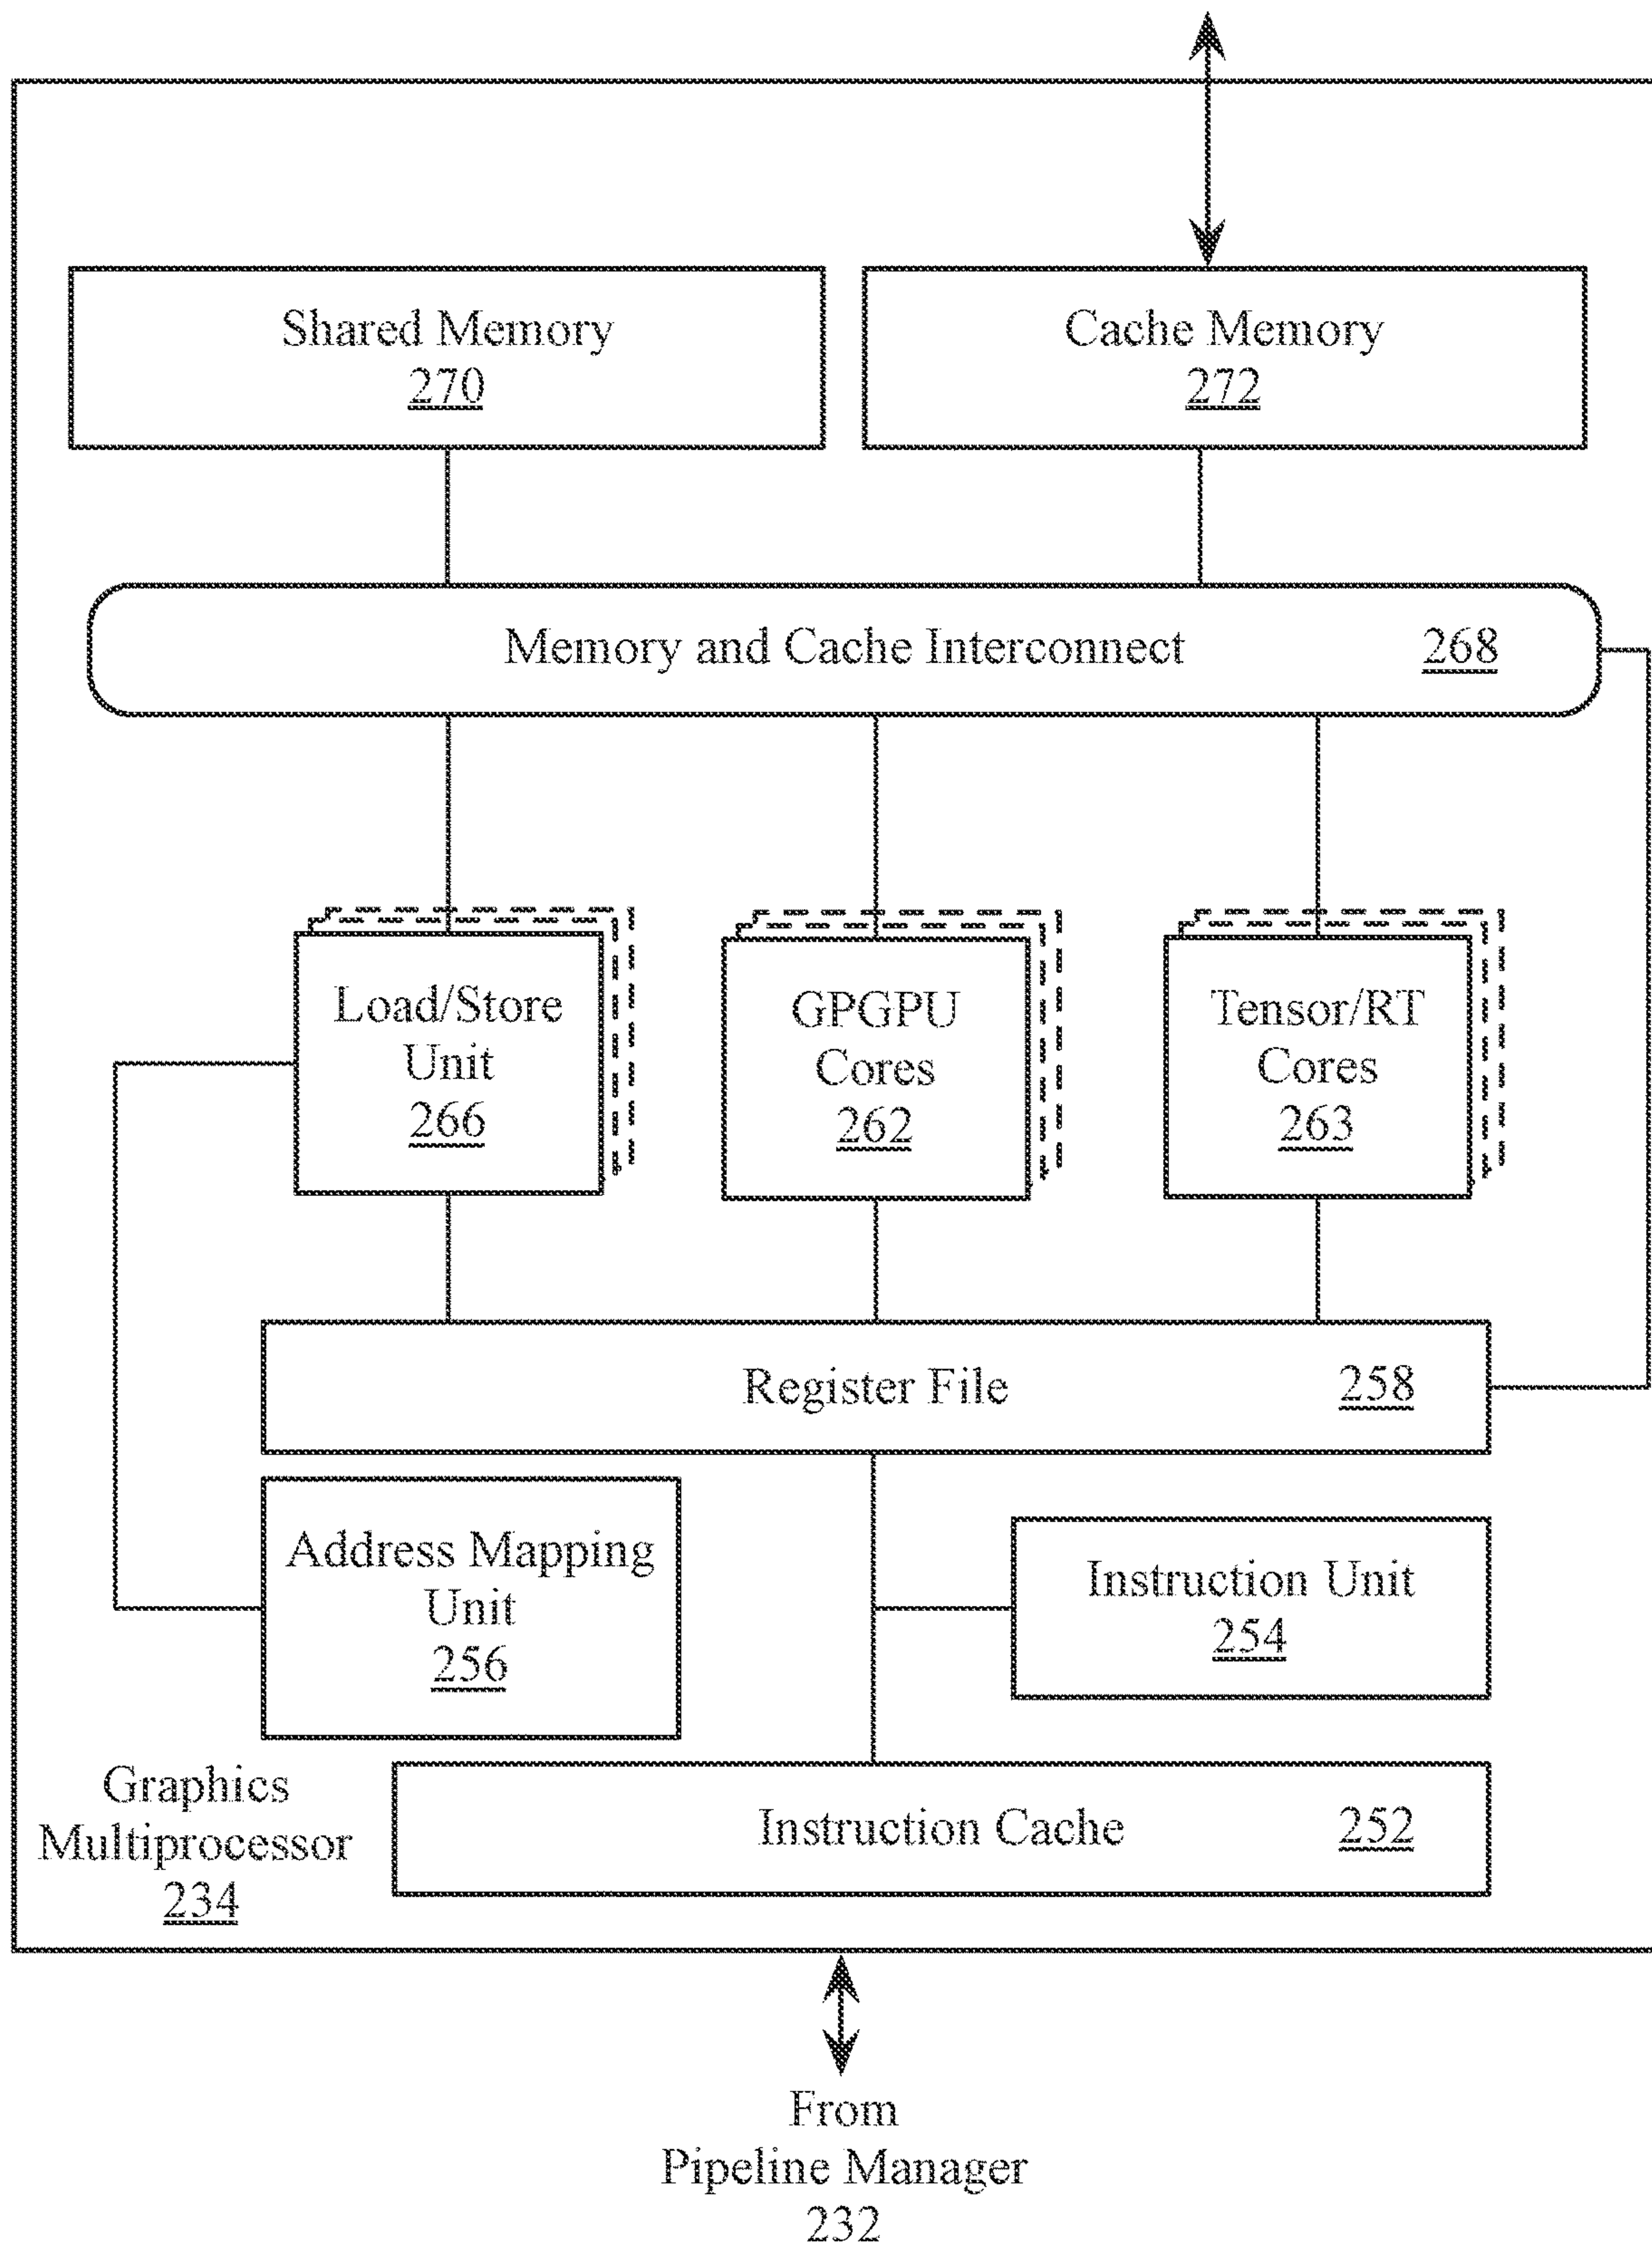 Shared Memory
270
Cache Memory
272
Memory and Cache Interconnect 268
Load/Store
Unit
266
GPGPU
Cores
262
Tensor/RT
Cores
263
Register File 258
Address Mapping
Unit
256
Instruction Unit
254
Graphics
Multiprocessor
234
Instruction Cache 252
From
Pipeline Manager
232